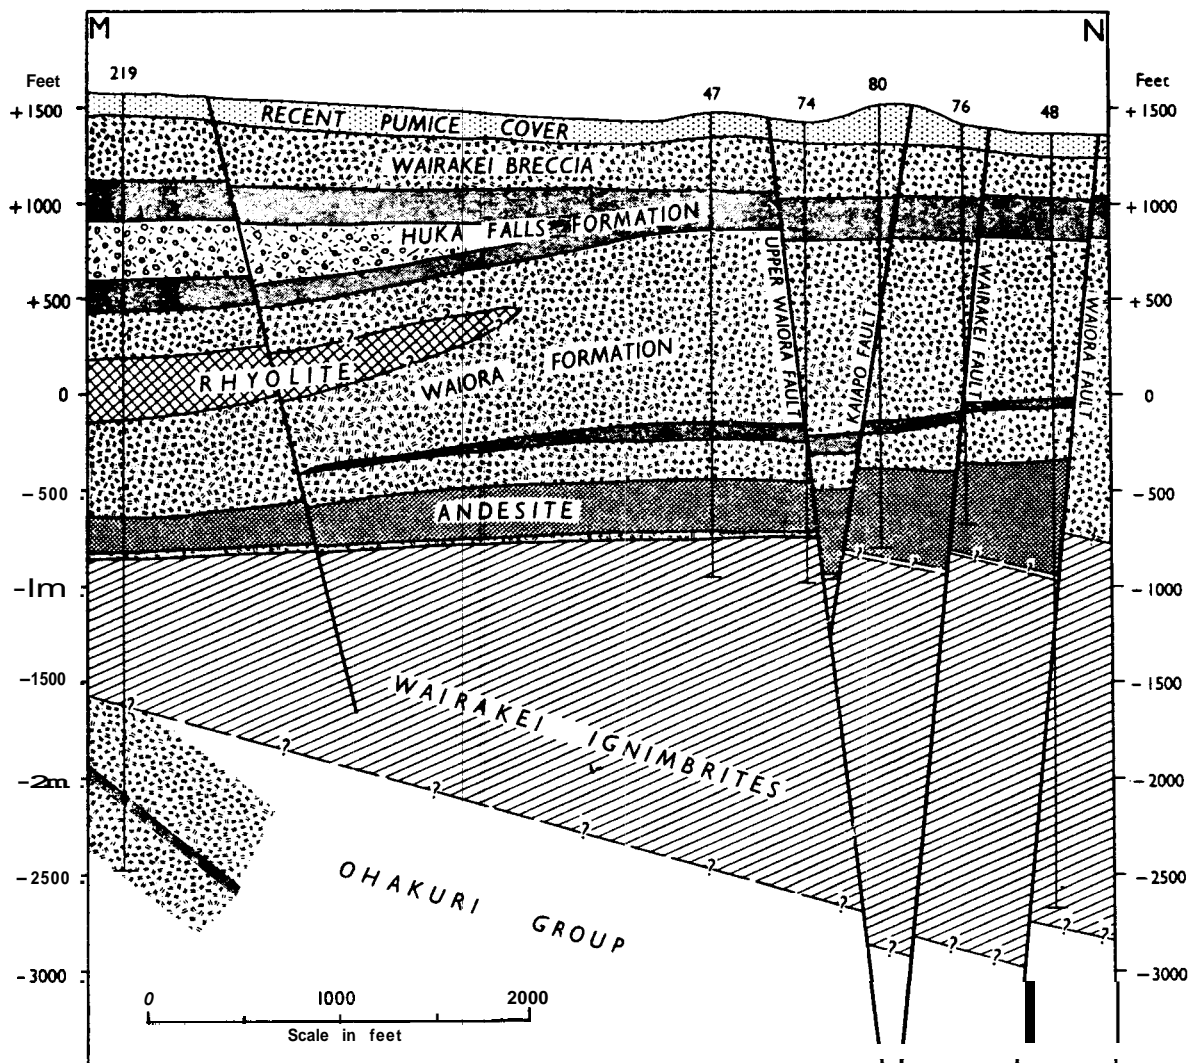 M
N
219
47
74
80
76
48
Feet
Feet
+1500
+1000
+500
0
-500
-1m
-1500
-2m
-2500
-3000
+1500
+1000
+500
0
-500
-1000
-1500
-2000
-2500
-3000
RECENT PUMICE COVER
WAIRAKEI BRECCIA
HUKA FALLS FORMATION
RHYOLITE
WAIORA FORMATION
UPPER WAIORA FAULT
KAIAPO FAULT
WAIRAKEI FAULT
WAIORA FAULT
ANDESITE
WAIRAKEI IGNIMBRITES
OHAKURI GROUP
? ? ? ? ? ? ? ? ? ? ?
0 1000 2000
Scale in feet